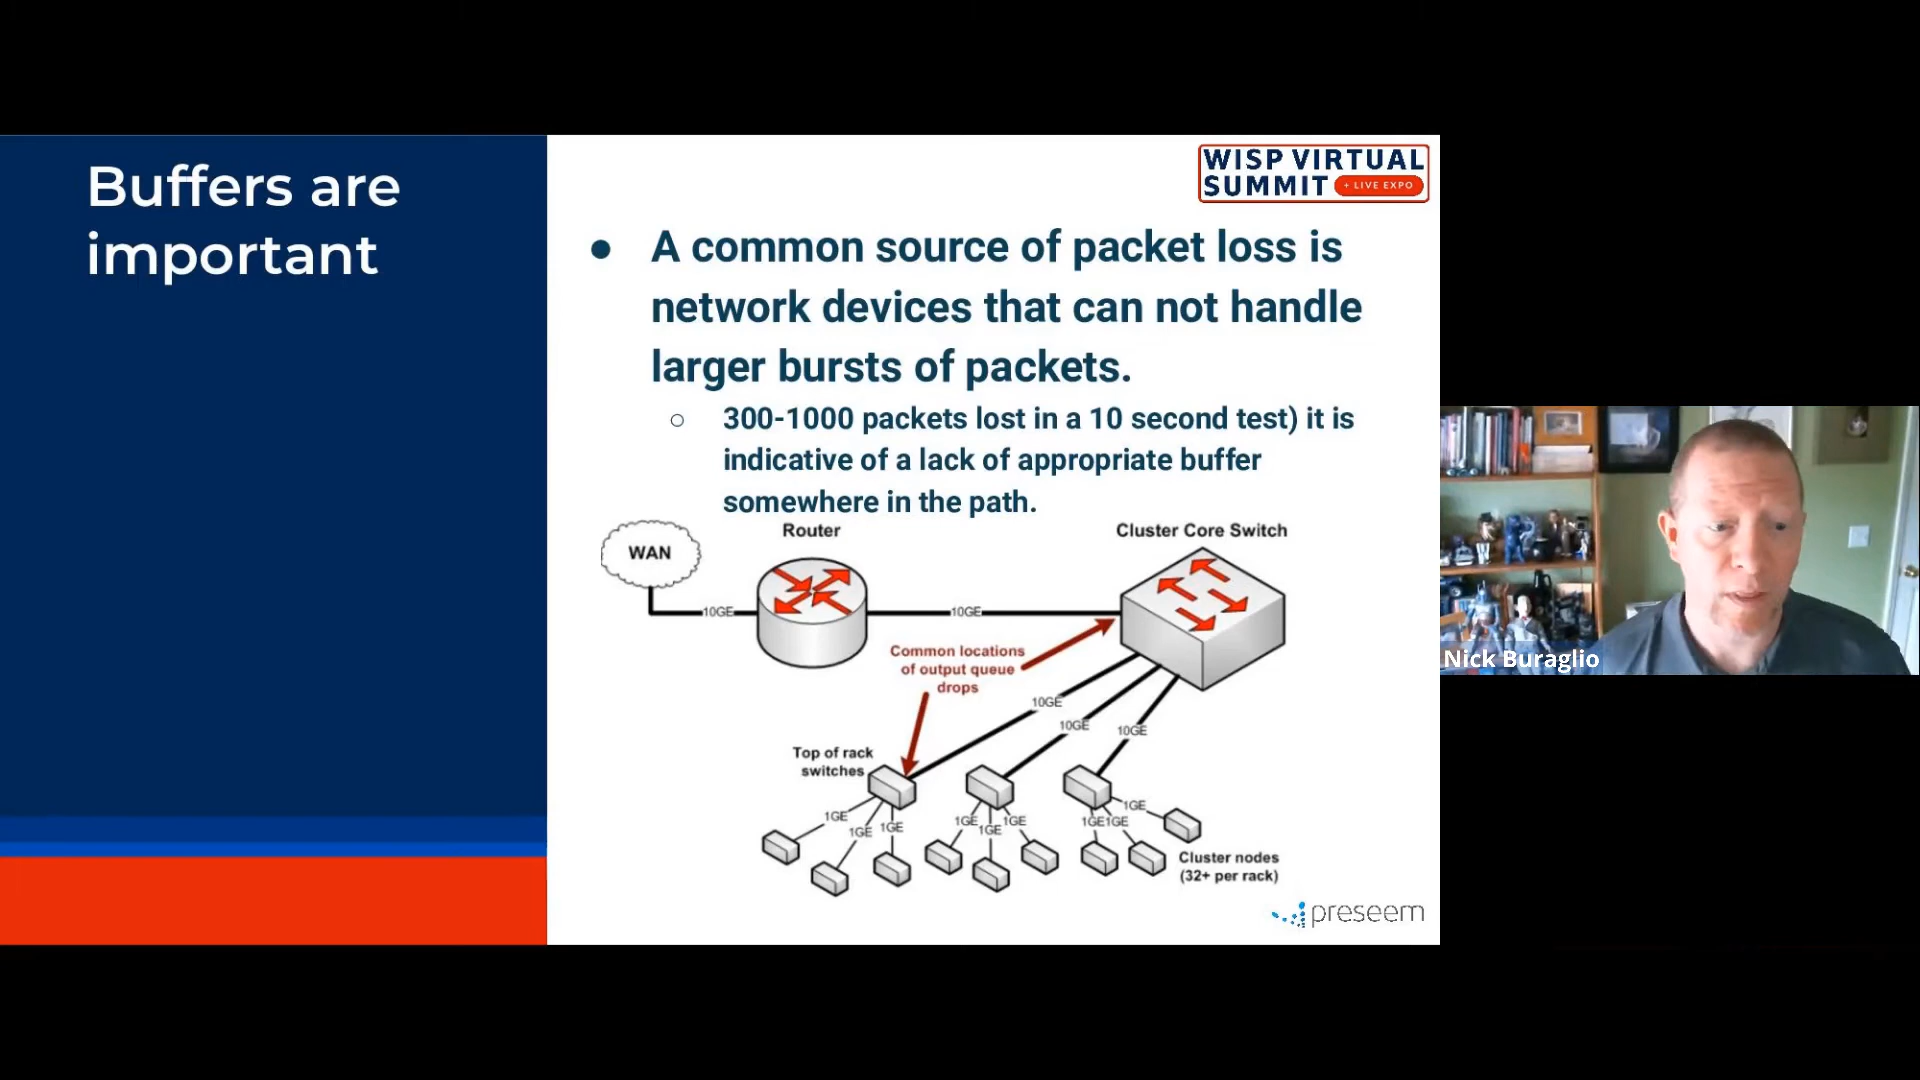 Buffers are
important
WISP VIRTUAL
SUMMIT + LIVE EXPO
● A common source of packet loss is
network devices that can not handle
larger bursts of packets.
○ 300-1000 packets lost in a 10 second test) it is
indicative of a lack of appropriate buffer
somewhere in the path.
Router
Cluster Core Switch
WAN
10GE
10GE
Common locations
of output queue
drops
10GE
10GE
10GE
Top of rack
switches
1GE
1GE
1GE
1GE
1GE
1GE
1GE
1GE
1GE
Cluster nodes
(32+ per rack)
preseem
Nick Buraglio